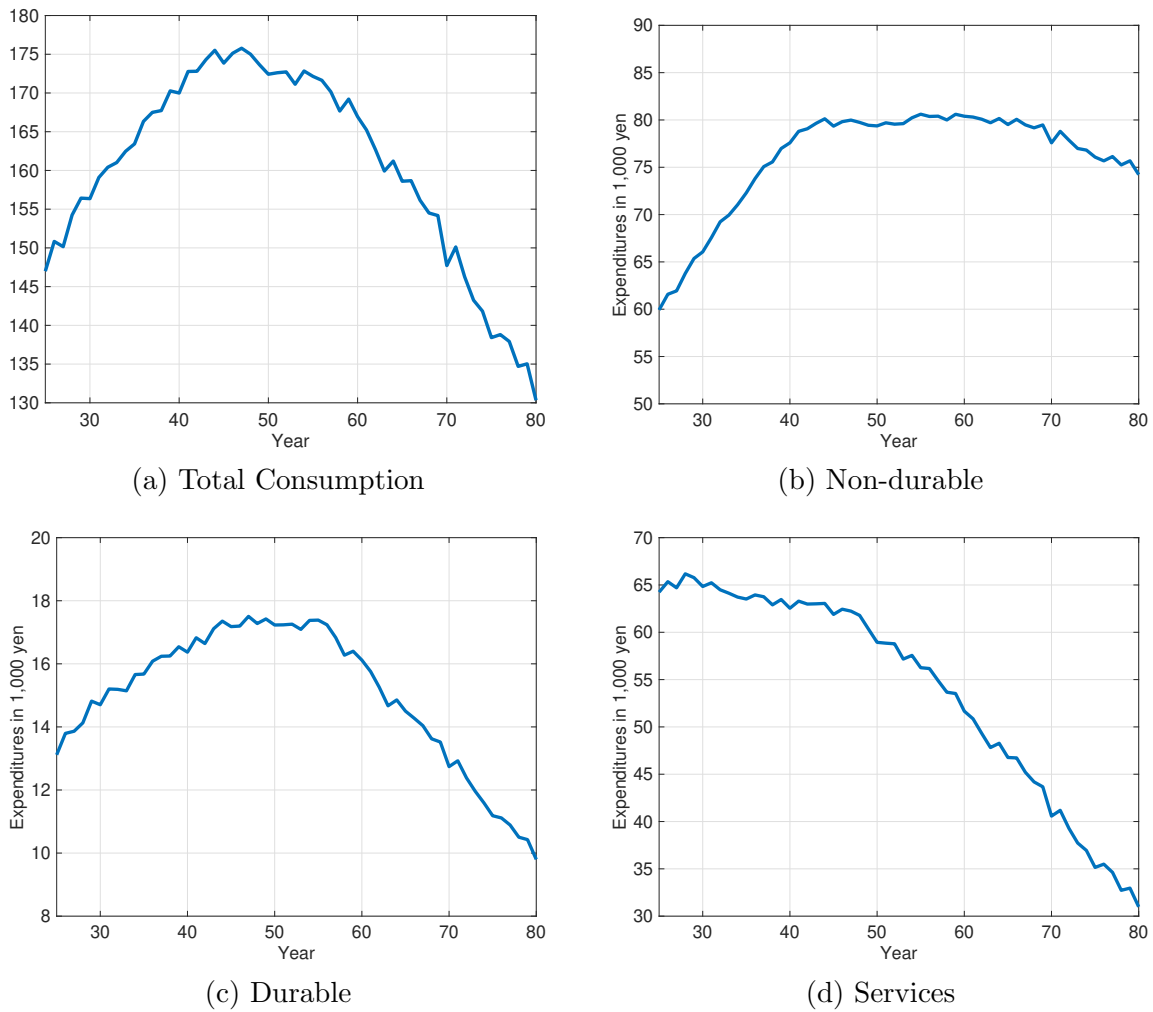 180
175
170
165
160
155
150
145
140
135
130
30 40 50 60 70 80
Year
(a) Total Consumption
Expenditures in 1,000 yen
90
85
80
75
70
65
60
55
50
30 40 50 60 70 80
Year
(b) Non-durable
Expenditures in 1,000 yen
20
18
16
14
12
10
8
30 40 50 60 70 80
Year
(c) Durable
Expenditures in 1,000 yen
70
65
60
55
50
45
40
35
30
30 40 50 60 70 80
Year
(d) Services